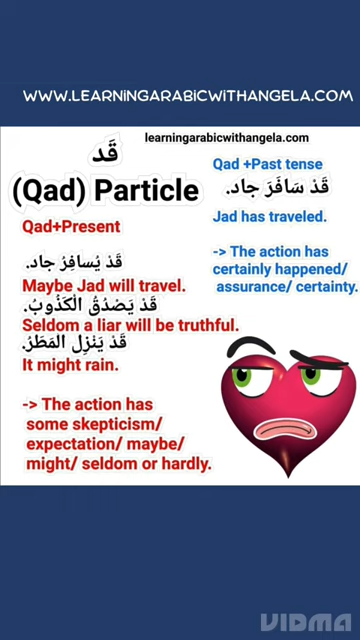 WWW.LEARNINGARABICWITHANGELA.COM
learningarabicwithangela.com
قَد
(Qad) Particle
Qad+Present
قَدْ يُسافِرُ جاد.
Maybe Jad will travel.
قَدْ يَصْدُقُ الْكَذُوبُ.
Seldom a liar will be truthful.
قَدْ يَنْزِل المَطَرُ.
It might rain.
-> The action has
some skepticism/
expectation/ maybe/
might/ seldom or hardly.
Qad +Past tense
قَدْ سَافَرَ جاد.
Jad has traveled.
-> The action has
certainly happened/
assurance/ certainty.
VIDMA